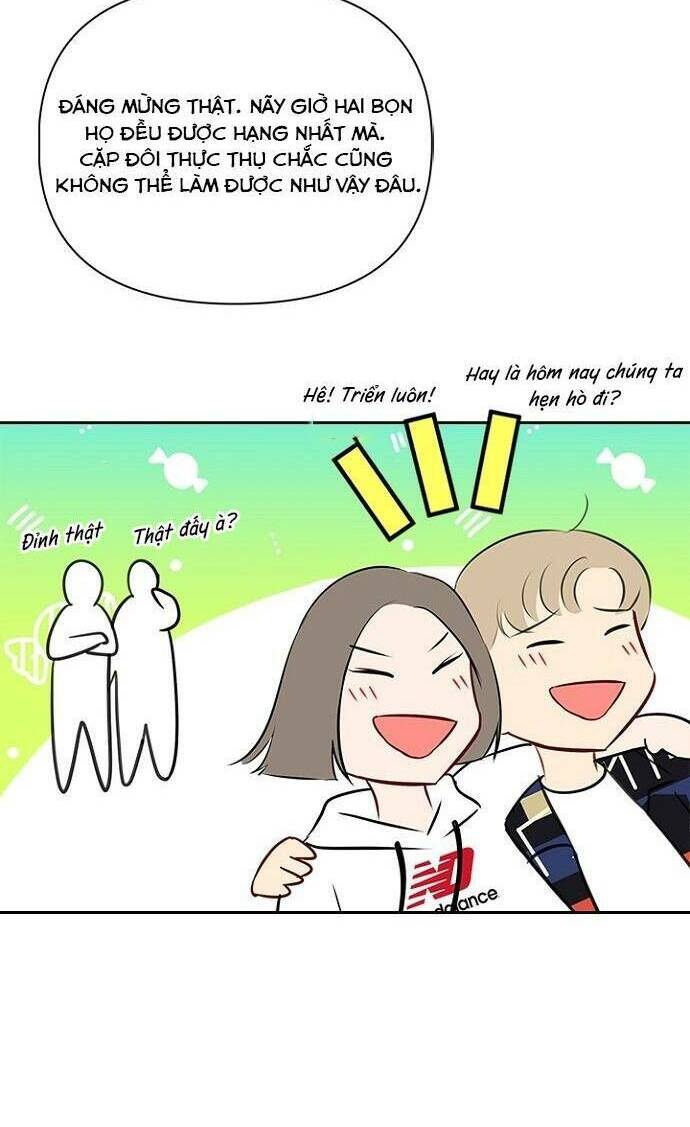 ĐÁNG MỪNG THẬT. NÃY GIỜ HAI BỌN
HỌ ĐỀU ĐƯỢC HẠNG NHẤT MÀ.
CẶP ĐÔI THỰC THỤ CHẮC CŨNG
KHÔNG THỂ LÀM ĐƯỢC NHƯ VẬY ĐÂU.
Hê! Triển luôn!
Hay là hôm nay chúng ta
hẹn hò đi?
Đỉnh thật
Thật đấy à?